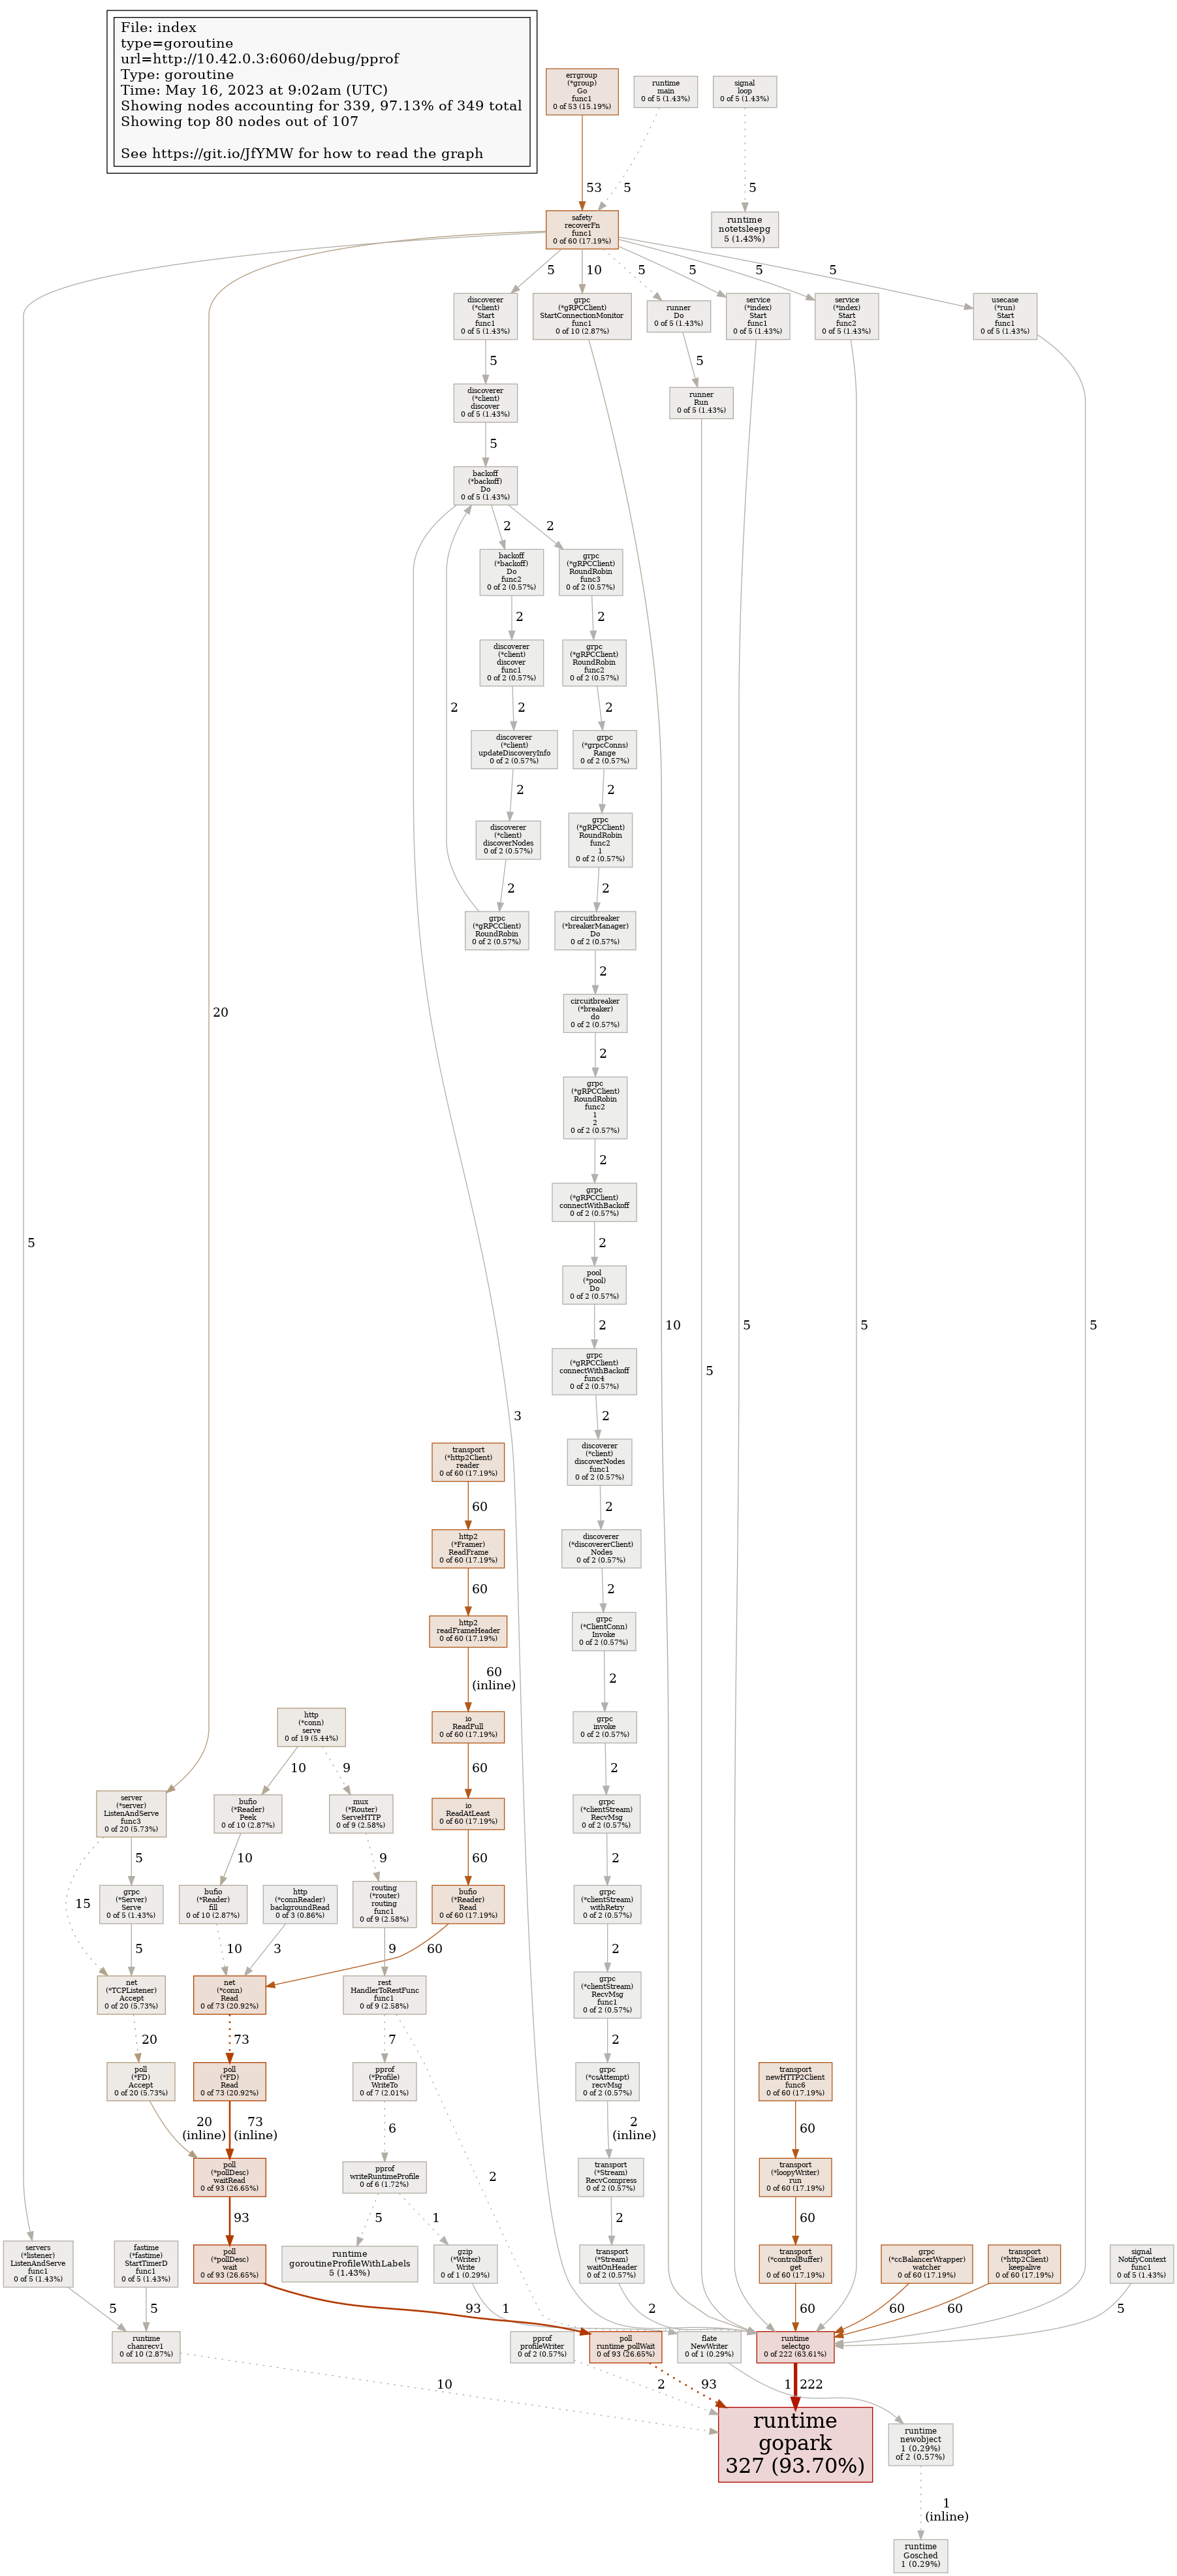 File: index
type=goroutine
url=http://10.42.0.3:6060/debug/pprof
Type: goroutine
Time: May 16, 2023 at 9:02am (UTC)
Showing nodes accounting for 339, 97.13% of 349 total
Showing top 80 nodes out of 107
See https://git.io/JfYMW for how to read the graph
errgroup
(*group)
Go
func1
0 of 53 (15.19%)
runtime
main
0 of 5 (1.43%)
signal
loop
0 of 5 (1.43%)
53
5
5
safety
recoverFn
func1
0 of 60 (17.19%)
runtime
notetsleepg
5 (1.43%)
5
10
5
5
5
5
discoverer
(*client)
Start
func1
0 of 5 (1.43%)
grpc
(*gRPCClient)
StartConnectionMonitor
func1
0 of 10 (2.87%)
runner
Do
0 of 5 (1.43%)
service
(*index)
Start
func1
0 of 5 (1.43%)
service
(*index)
Start
func2
0 of 5 (1.43%)
usecase
(*run)
Start
func1
0 of 5 (1.43%)
5
5
discoverer
(*client)
discover
0 of 5 (1.43%)
runner
Run
0 of 5 (1.43%)
5
backoff
(*backoff)
Do
0 of 5 (1.43%)
2
2
backoff
(*backoff)
Do
func2
0 of 2 (0.57%)
grpc
(*gRPCClient)
RoundRobin
func3
0 of 2 (0.57%)
2
2
discoverer
(*client)
discover
func1
0 of 2 (0.57%)
grpc
(*gRPCClient)
RoundRobin
func2
0 of 2 (0.57%)
2
2
2
discoverer
(*client)
updateDiscoveryInfo
0 of 2 (0.57%)
grpc
(*grpcConns)
Range
0 of 2 (0.57%)
2
2
discoverer
(*client)
discoverNodes
0 of 2 (0.57%)
grpc
(*gRPCClient)
RoundRobin
func2
1
0 of 2 (0.57%)
2
2
grpc
(*gRPCClient)
RoundRobin
0 of 2 (0.57%)
circuitbreaker
(*breakerManager)
Do
0 of 2 (0.57%)
2
circuitbreaker
(*breaker)
do
0 of 2 (0.57%)
20
2
grpc
(*gRPCClient)
RoundRobin
func2
1
2
0 of 2 (0.57%)
2
grpc
(*gRPCClient)
connectWithBackoff
0 of 2 (0.57%)
5
2
pool
(*pool)
Do
0 of 2 (0.57%)
2
10
5
5
5
grpc
(*gRPCClient)
connectWithBackoff
func4
0 of 2 (0.57%)
5
3
2
transport
(*http2Client)
reader
0 of 60 (17.19%)
discoverer
(*client)
discoverNodes
func1
0 of 2 (0.57%)
60
2
http2
(*Framer)
ReadFrame
0 of 60 (17.19%)
discoverer
(*discovererClient)
Nodes
0 of 2 (0.57%)
60
2
http2
readFrameHeader
0 of 60 (17.19%)
grpc
(*ClientConn)
Invoke
0 of 2 (0.57%)
60
(inline)
2
http
(*conn)
serve
0 of 19 (5.44%)
io
ReadFull
0 of 60 (17.19%)
grpc
invoke
0 of 2 (0.57%)
10
9
60
2
server
(*server)
ListenAndServe
func3
0 of 20 (5.73%)
bufio
(*Reader)
Peek
0 of 10 (2.87%)
mux
(*Router)
ServeHTTP
0 of 9 (2.58%)
io
ReadAtLeast
0 of 60 (17.19%)
grpc
(*clientStream)
RecvMsg
0 of 2 (0.57%)
5
10
9
60
2
15
grpc
(*Server)
Serve
0 of 5 (1.43%)
bufio
(*Reader)
fill
0 of 10 (2.87%)
http
(*connReader)
backgroundRead
0 of 3 (0.86%)
routing
(*router)
routing
func1
0 of 9 (2.58%)
bufio
(*Reader)
Read
0 of 60 (17.19%)
grpc
(*clientStream)
withRetry
0 of 2 (0.57%)
5
10
3
9
60
2
net
(*TCPListener)
Accept
0 of 20 (5.73%)
net
(*conn)
Read
0 of 73 (20.92%)
rest
HandlerToRestFunc
func1
0 of 9 (2.58%)
grpc
(*clientStream)
RecvMsg
func1
0 of 2 (0.57%)
20
73
7
2
poll
(*FD)
Accept
0 of 20 (5.73%)
poll
(*FD)
Read
0 of 73 (20.92%)
pprof
(*Profile)
WriteTo
0 of 7 (2.01%)
grpc
(*csAttempt)
recvMsg
0 of 2 (0.57%)
transport
newHTTP2Client
func6
0 of 60 (17.19%)
20
(inline)
73
(inline)
6
2
(inline)
60
poll
(*pollDesc)
waitRead
0 of 93 (26.65%)
pprof
writeRuntimeProfile
0 of 6 (1.72%)
2
transport
(*Stream)
RecvCompress
0 of 2 (0.57%)
transport
(*loopyWriter)
run
0 of 60 (17.19%)
93
5
1
2
60
servers
(*listener)
ListenAndServe
func1
0 of 5 (1.43%)
fastime
(*fastime)
StartTimerD
func1
0 of 5 (1.43%)
poll
(*pollDesc)
wait
0 of 93 (26.65%)
runtime
goroutineProfileWithLabels
5 (1.43%)
gzip
(*Writer)
Write
0 of 1 (0.29%)
transport
(*Stream)
waitOnHeader
0 of 2 (0.57%)
transport
(*controlBuffer)
get
0 of 60 (17.19%)
grpc
(*ccBalancerWrapper)
watcher
0 of 60 (17.19%)
transport
(*http2Client)
keepalive
0 of 60 (17.19%)
signal
NotifyContext
func1
0 of 5 (1.43%)
5
5
93
1
2
60
60
60
5
runtime
chanrecv1
0 of 10 (2.87%)
pprof
profileWriter
0 of 2 (0.57%)
poll
runtime_pollWait
0 of 93 (26.65%)
flate
NewWriter
0 of 1 (0.29%)
runtime
selectgo
0 of 222 (63.61%)
10
2
93
1
222
runtime
gopark
327 (93.70%)
runtime
newobject
1 (0.29%)
of 2 (0.57%)
1
(inline)
runtime
Gosched
1 (0.29%)